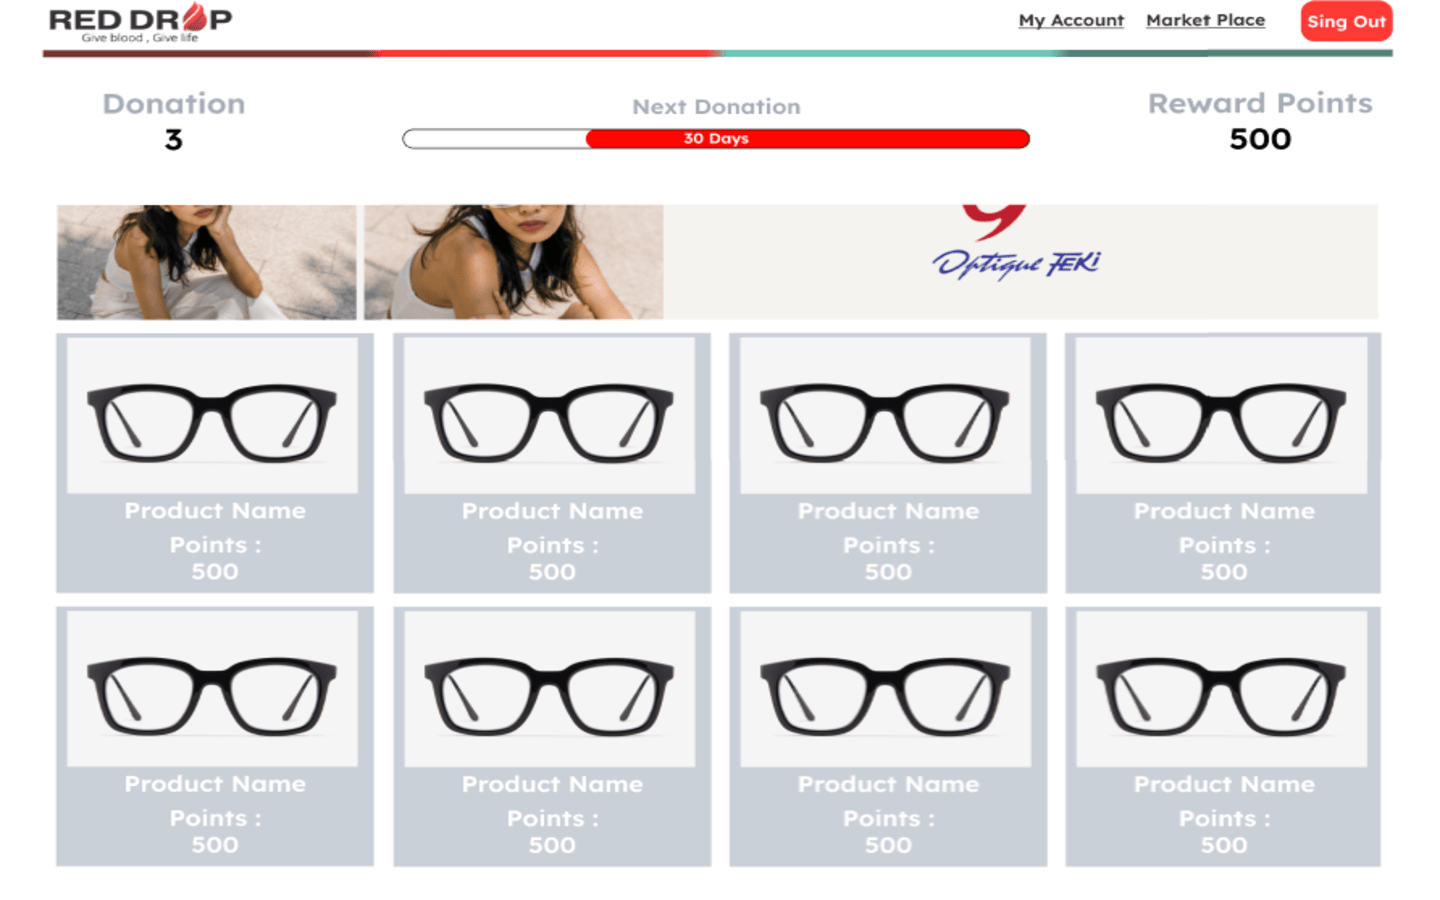 RED DROP
Give blood , Give life
My Account
Market Place
Sing Out
Donation
3
Next Donation
30 Days
Reward Points
500
Optique FEKI
Product Name
Points :
500
Product Name
Points :
500
Product Name
Points :
500
Product Name
Points :
500
Product Name
Points :
500
Product Name
Points :
500
Product Name
Points :
500
Product Name
Points :
500